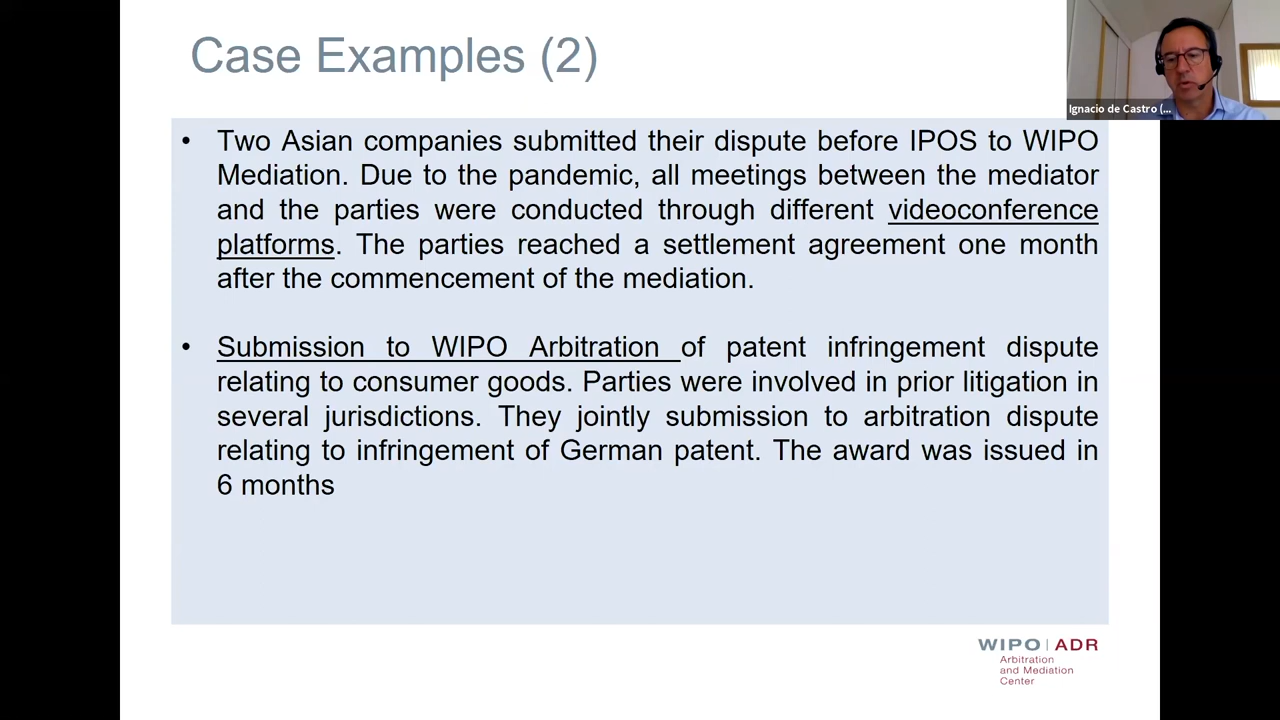 Case Examples (2)
Ignacio de Castro (...
• Two Asian companies submitted their dispute before IPOS to WIPO
Mediation. Due to the pandemic, all meetings between the mediator
and the parties were conducted through different videoconference
platforms. The parties reached a settlement agreement one month
after the commencement of the mediation.
• Submission to WIPO Arbitration of patent infringement dispute
relating to consumer goods. Parties were involved in prior litigation in
several jurisdictions. They jointly submission to arbitration dispute
relating to infringement of German patent. The award was issued in
6 months
WIPO | ADR
Arbitration
and Mediation
Center